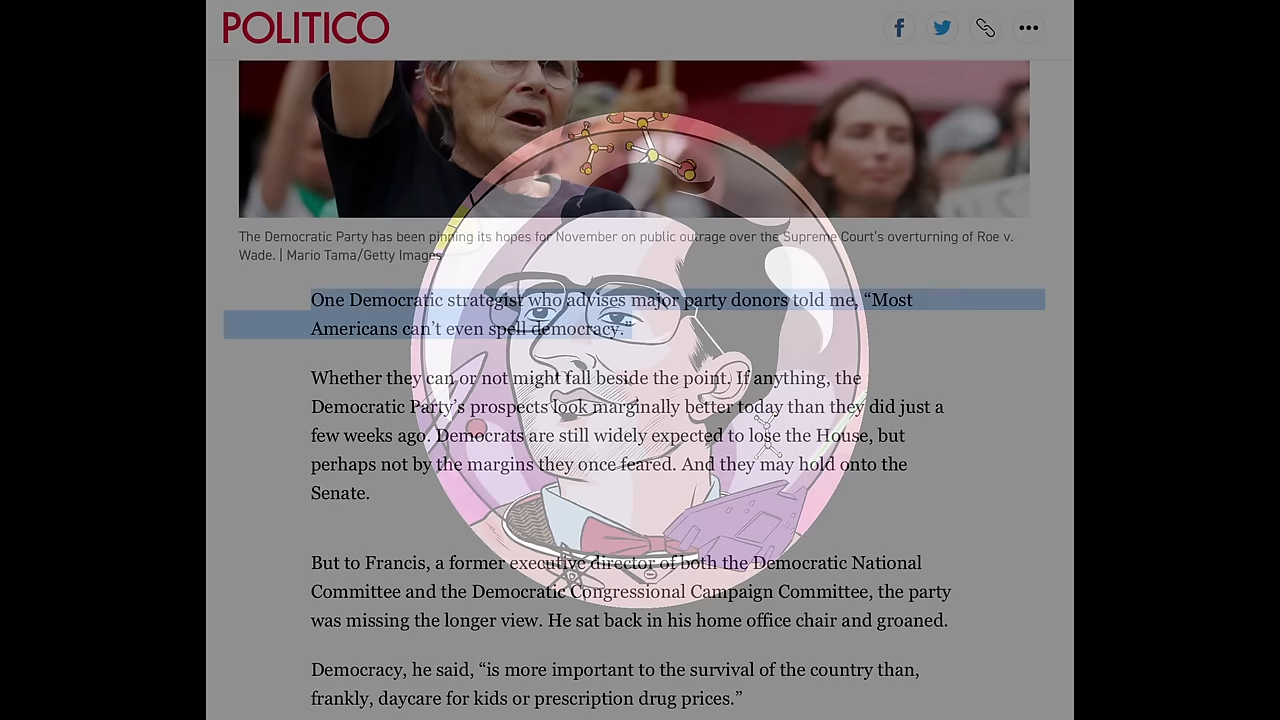 POLITICO
The Democratic Party has been pinning its hopes for November on public outrage over the Supreme Court’s overturning of Roe v.
Wade. | Mario Tama/Getty Images
One Democratic strategist who advises major party donors told me, “Most
Americans can’t even spell democracy.”
Whether they can or not might fall beside the point. If anything, the
Democratic Party’s prospects look marginally better today than they did just a
few weeks ago. Democrats are still widely expected to lose the House, but
perhaps not by the margins they once feared. And they may hold onto the
Senate.
But to Francis, a former executive director of both the Democratic National
Committee and the Democratic Congressional Campaign Committee, the party
was missing the longer view. He sat back in his home office chair and groaned.
Democracy, he said, “is more important to the survival of the country than,
frankly, daycare for kids or prescription drug prices.”